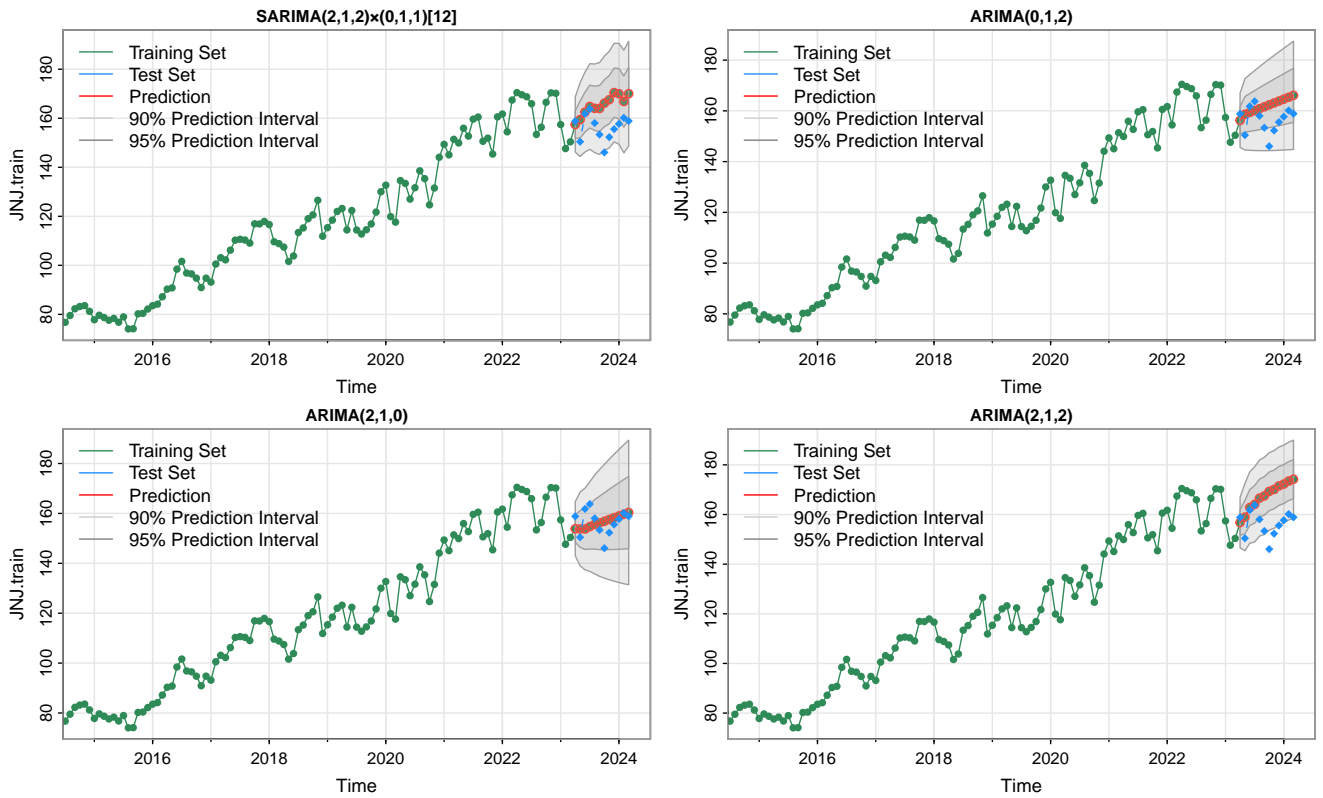 SARIMA(2,1,2)×(0,1,1)[12]
JNJ.train
180
160
140
120
100
80
Training Set
Test Set
Prediction
90% Prediction Interval
95% Prediction Interval
2016 2018 2020 2022 2024
Time
ARIMA(0,1,2)
JNJ.train
180
160
140
120
100
80
Training Set
Test Set
Prediction
90% Prediction Interval
95% Prediction Interval
2016 2018 2020 2022 2024
Time
ARIMA(2,1,0)
JNJ.train
180
160
140
120
100
80
Training Set
Test Set
Prediction
90% Prediction Interval
95% Prediction Interval
2016 2018 2020 2022 2024
Time
ARIMA(2,1,2)
JNJ.train
180
160
140
120
100
80
Training Set
Test Set
Prediction
90% Prediction Interval
95% Prediction Interval
2016 2018 2020 2022 2024
Time